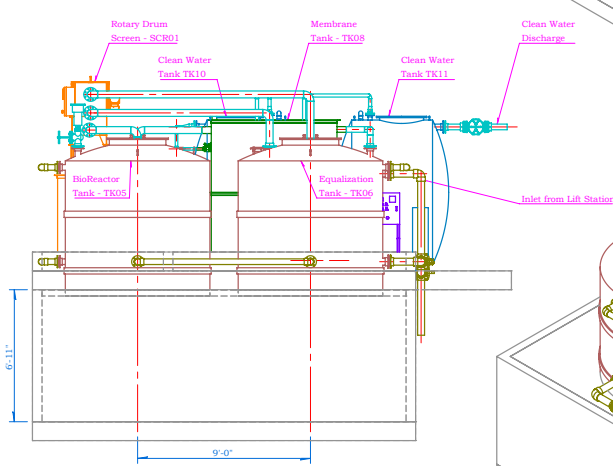 Rotary Drum
Screen - SCR01
Membrane
Tank - TK08
Clean Water
Discharge
Clean Water
Tank TK10
Clean Water
Tank TK11
BioReactor
Tank - TK05
Equalization
Tank - TK06
Inlet from Lift Station
6'-11"
9'-0"